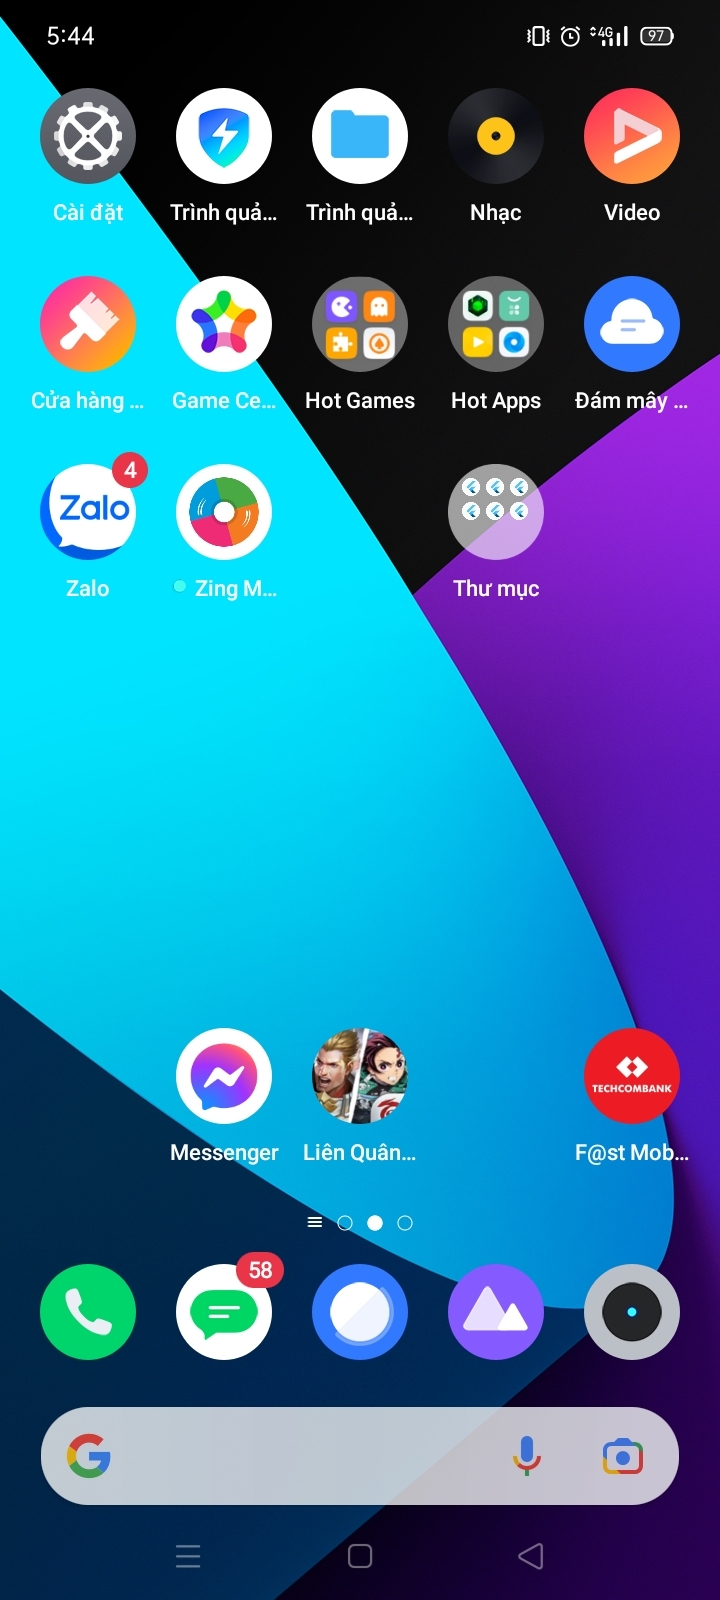 5:44
4G
97
Cài đặt
Trình quả...
Trình quả...
Nhạc
Video
Cửa hàng ...
Game Ce...
Hot Games
Hot Apps
Đám mây ...
Zalo
4
Zalo
Zing M...
Thư mục
TECHCOMBANK
Messenger
Liên Quân...
F@st Mob...
58
G